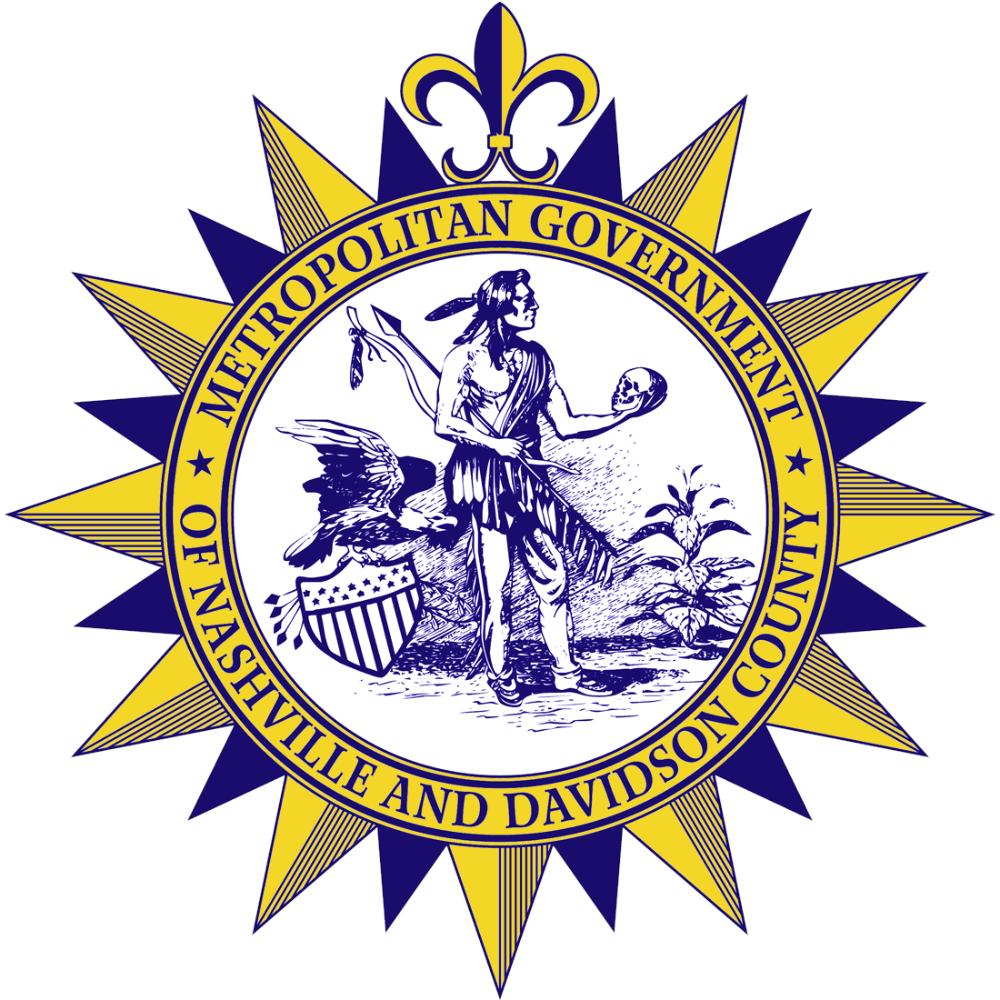 METROPOLITAN GOVERNMENT
OF NASHVILLE AND DAVIDSON COUNTY